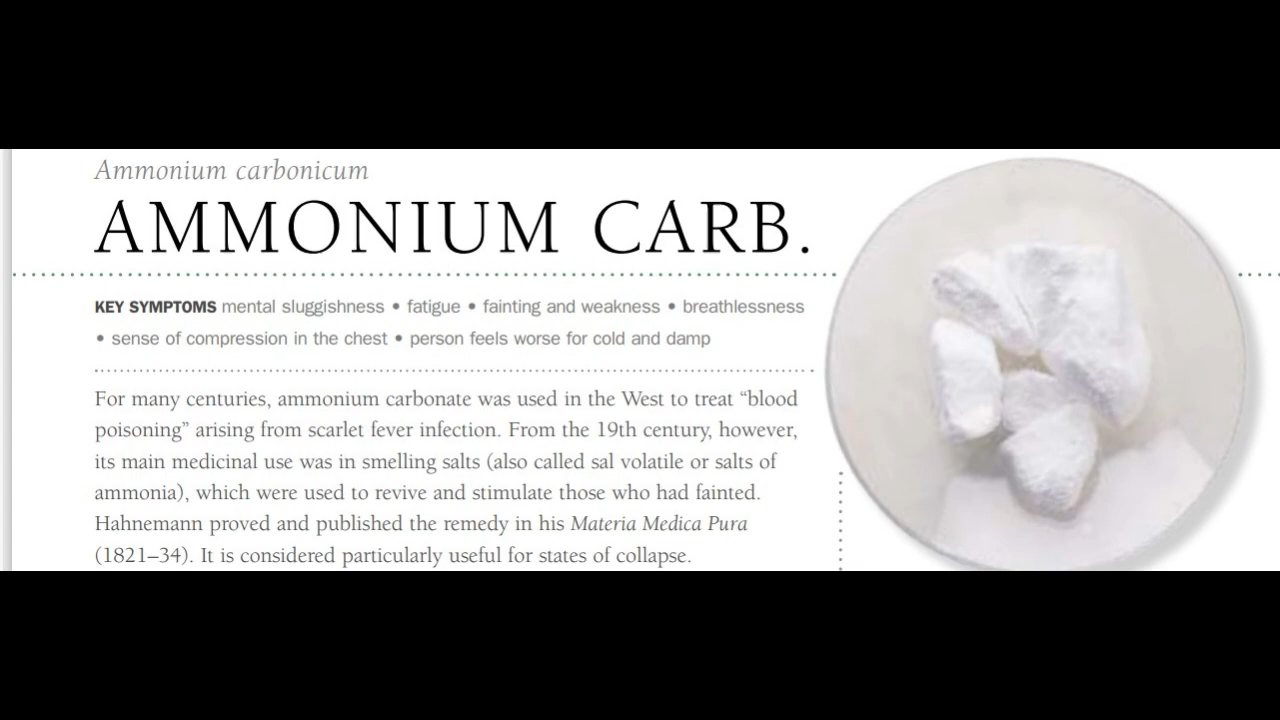 Ammonium carbonicum
AMMONIUM CARB.
KEY SYMPTOMS mental sluggishness • fatigue • fainting and weakness • breathlessness
• sense of compression in the chest • person feels worse for cold and damp
For many centuries, ammonium carbonate was used in the West to treat “blood
poisoning” arising from scarlet fever infection. From the 19th century, however,
its main medicinal use was in smelling salts (also called sal volatile or salts of
ammonia), which were used to revive and stimulate those who had fainted.
Hahnemann proved and published the remedy in his Materia Medica Pura
(1821–34). It is considered particularly useful for states of collapse.